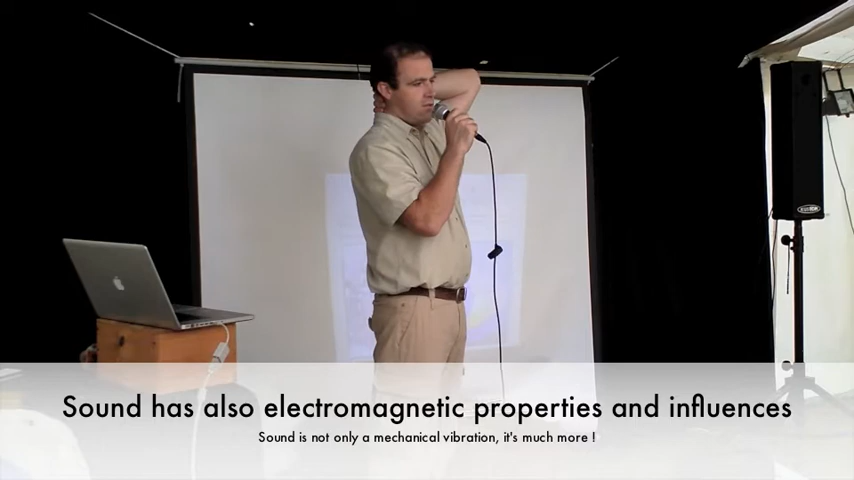 Sound has also electromagnetic properties and influences
Sound is not only a mechanical vibration, it's much more !